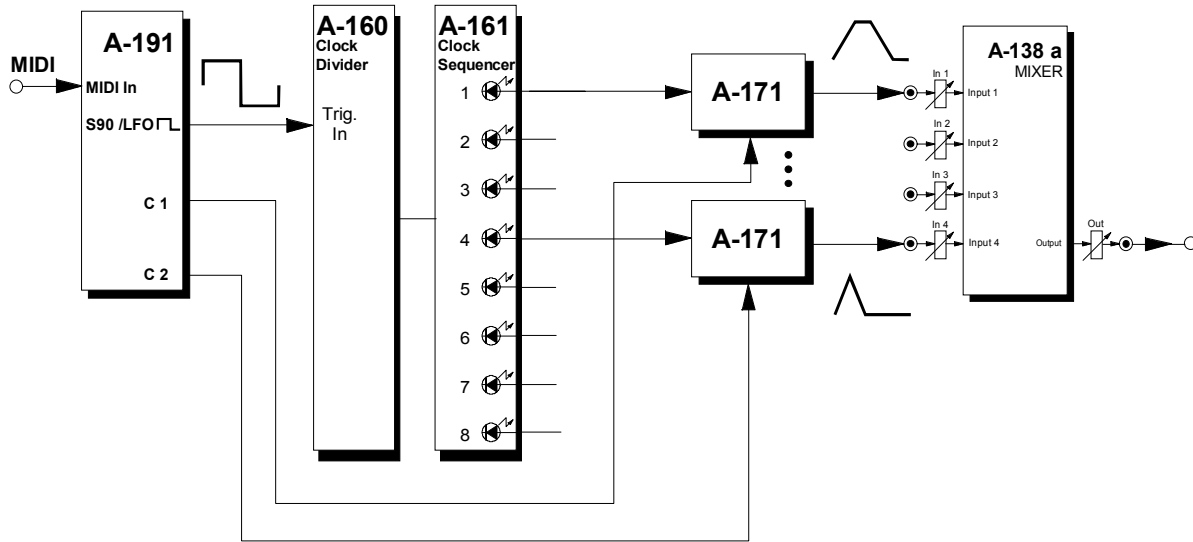 MIDI
A-191
MIDI In
S90 /LFO
C 1
C 2
A-160
Clock
Divider
Trig.
In
A-161
Clock
Sequencer
1
2
3
4
5
6
7
8
A-171
A-171
In 1
In 2
In 3
In 4
A-138 a
MIXER
Input 1
Input 2
Input 3
Input 4
Output
Out